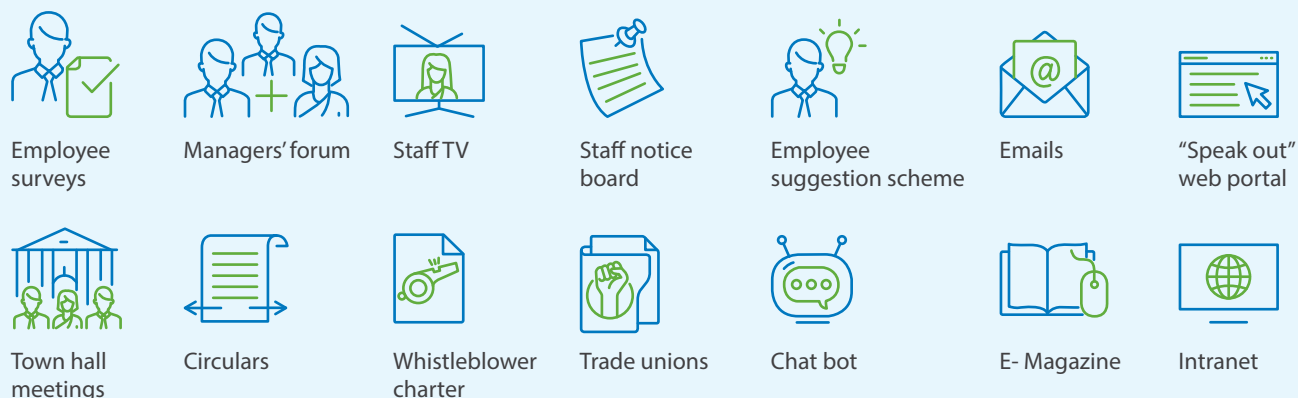 Employee
surveys
Managers’ forum
Staff TV
Staff notice
board
Employee
suggestion scheme
@
Emails
“Speak out”
web portal
Town hall
meetings
Circulars
Whistleblower
charter
Trade unions
Chat bot
E- Magazine
Intranet